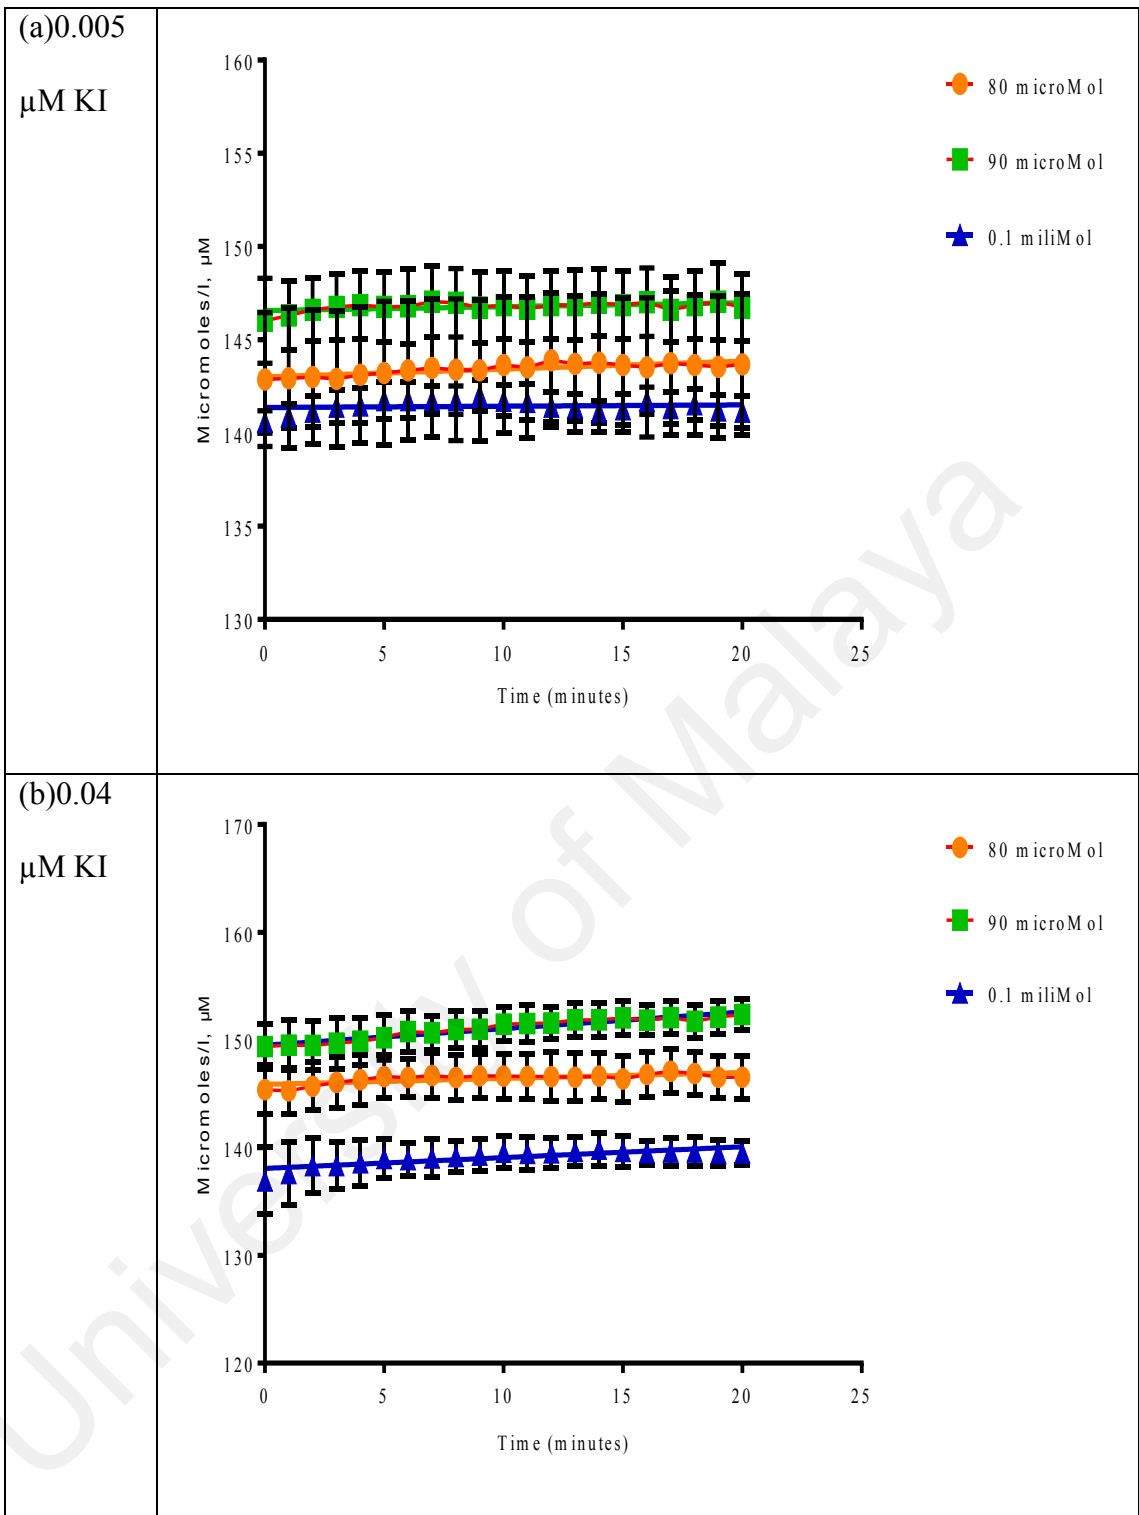 (a)0.005
µM KI
160
155
150
145
140
135
130
Micromoles/l, µM
0 5 10 15 20 25
Time (minutes)
80 microMol
90 microMol
0.1 miliMol
(b)0.04
µM KI
170
160
150
140
130
120
Micromoles/l, µM
0 5 10 15 20 25
Time (minutes)
80 microMol
90 microMol
0.1 miliMol
University of Malaya